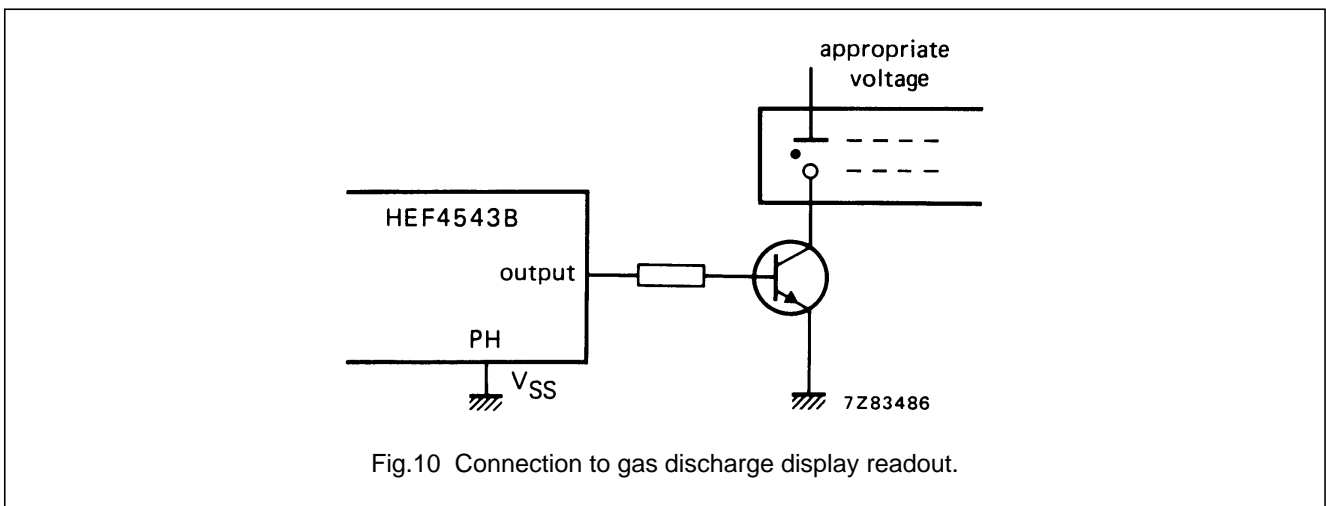 appropriate
voltage
HEF4543B
output
PH
VSS
7Z83486
Fig.10 Connection to gas discharge display readout.